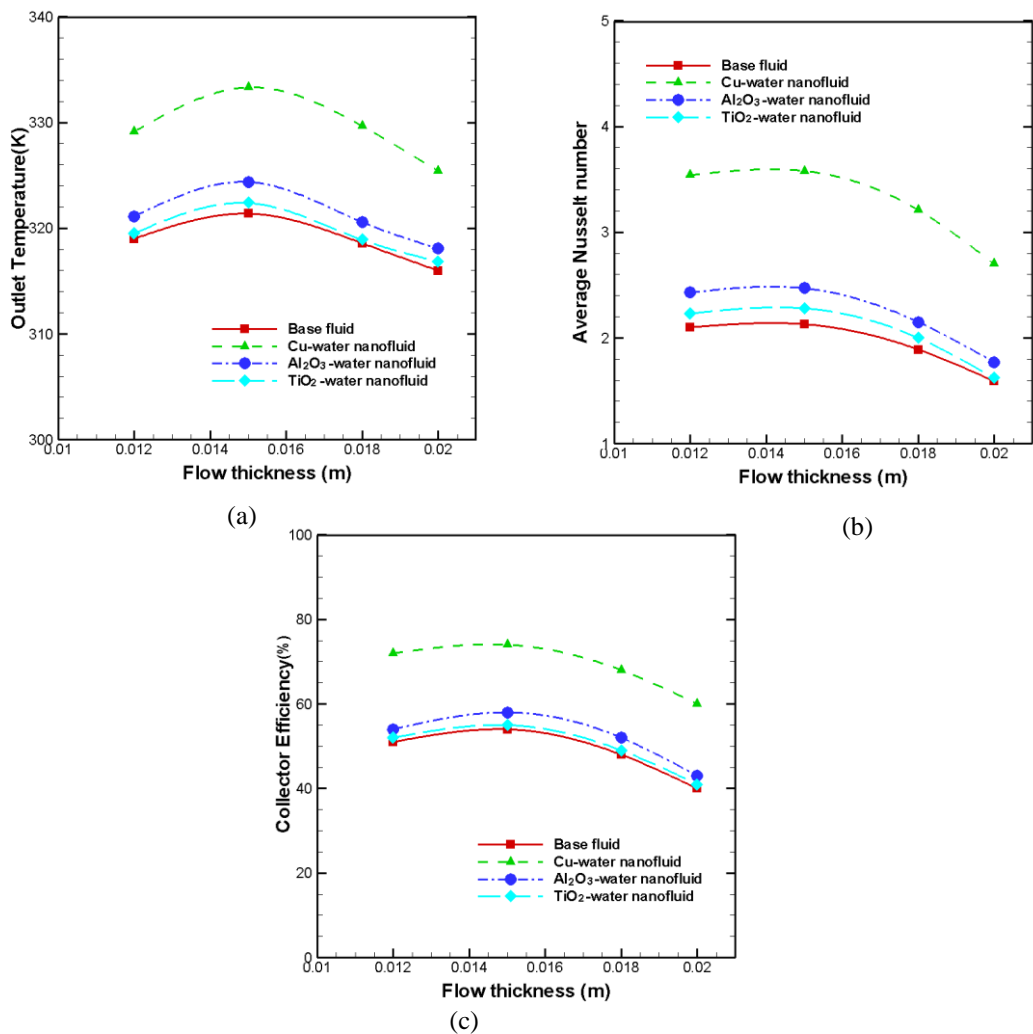 340
330
320
310
300
Outlet Temperature(K)
Base fluid
Cu-water nanofluid
Al₂O₃-water nanofluid
TiO₂-water nanofluid
0.01 0.012 0.014 0.016 0.018 0.02
Flow thickness (m)
(a)
5
4
3
2
1
Average Nusselt number
Base fluid
Cu-water nanofluid
Al₂O₃-water nanofluid
TiO₂-water nanofluid
0.01 0.012 0.014 0.016 0.018 0.02
Flow thickness (m)
(b)
100
80
60
40
20
0
Collector Efficiency(%)
Base fluid
Cu-water nanofluid
Al₂O₃-water nanofluid
TiO₂-water nanofluid
0.01 0.012 0.014 0.016 0.018 0.02
Flow thickness (m)
(c)